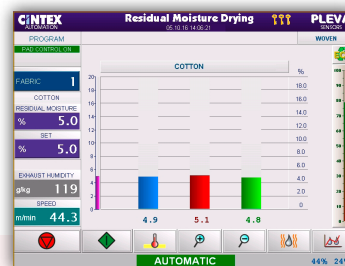 CiNTEX
AUTOMATION
Residual Moisture Drying
05.10.16 14:06:21
PLEVA
SENSORS
PROGRAM
WOVEN
PAD CONTROL ON
COTTON
%
FABRIC 1
COTTON
RESIDUAL MOISTURE
% 5.0
SET
% 5.0
EXHAUST HUMIDITY
g/kg 119
SPEED
m/min 44.3
20
18
16
14
12
10
8
6
4
2
0
18.0
16.0
14.0
12.0
10.0
8.0
6.0
4.0
2.0
0
4.9 5.1 4.8
AUTOMATIC
44%